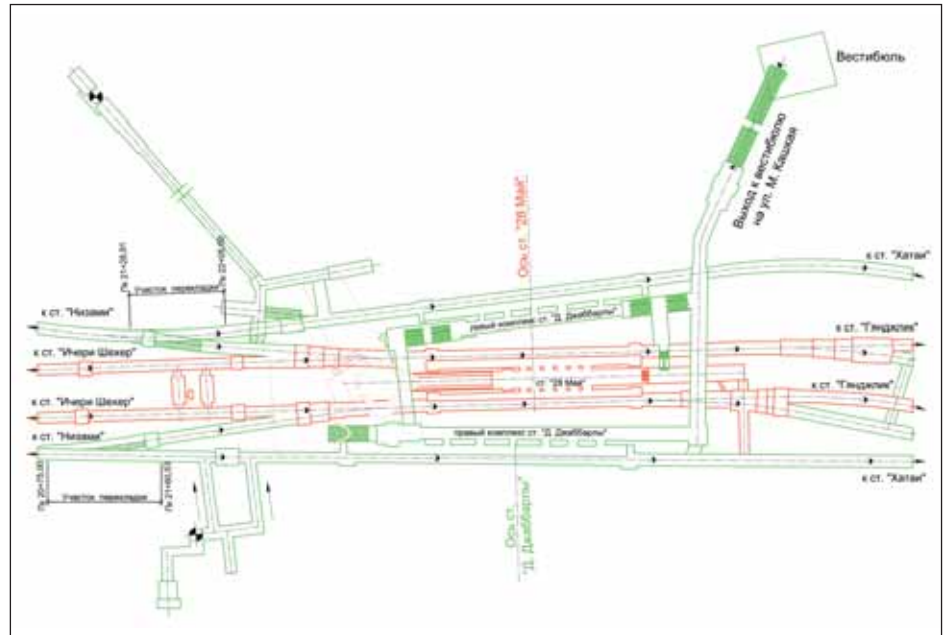 Вестибюль
Выход к вестибюлю
на ул. М. Кашкая
Ось ст. "28 Май"
к ст. "Хатаи"
Участок перекладки
к ст. "Низами"
левый комплекс ст. "Д. Джаббарлы"
к ст. "Гянджлик"
к ст. "Ичери Шехер"
ст. "28 Май"
к ст. "Гянджлик"
к ст. "Ичери Шехер"
к ст. "Низами"
правый комплекс ст. "Д. Джаббарлы"
к ст. "Хатаи"
Участок перекладки
Ось ст.
"Д. Джаббарлы"